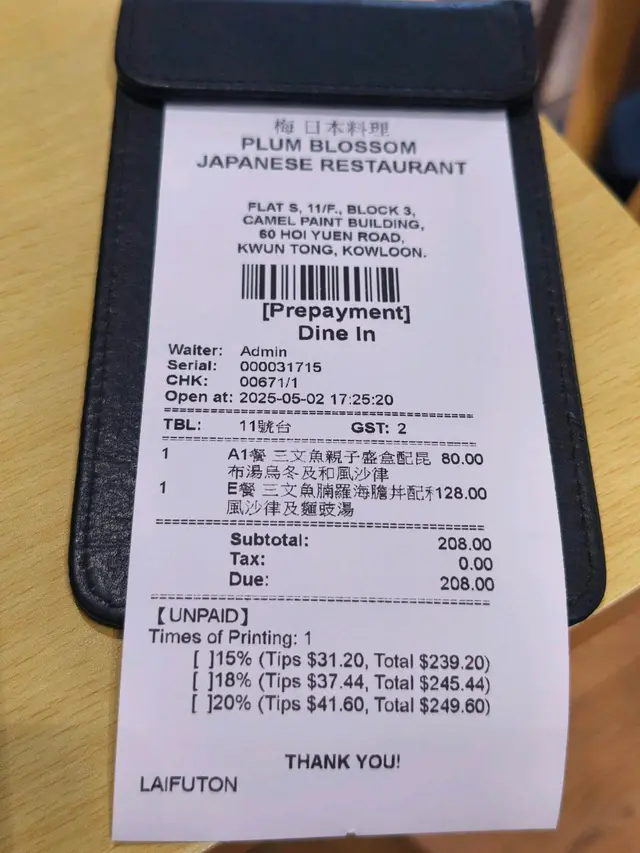 梅 日本料理
PLUM BLOSSOM
JAPANESE RESTAURANT
FLAT S, 11/F., BLOCK 3,
CAMEL PAINT BUILDING,
60 HOI YUEN ROAD,
KWUN TONG, KOWLOON.
[Prepayment]
Dine In
Waiter: Admin
Serial: 000031715
CHK: 00671/1
Open at: 2025-05-02 17:25:20
TBL: 11號台 GST: 2
1 A1餐 三文魚親子盛盒配昆 80.00
布湯烏冬及和風沙律
1 E餐 三文魚腩羅海膽丼配和128.00
風沙律及麵豉湯
Subtotal: 208.00
Tax: 0.00
Due: 208.00
【UNPAID】
Times of Printing: 1
[ ]15% (Tips $31.20, Total $239.20)
[ ]18% (Tips $37.44, Total $245.44)
[ ]20% (Tips $41.60, Total $249.60)
THANK YOU!
LAIFUTON